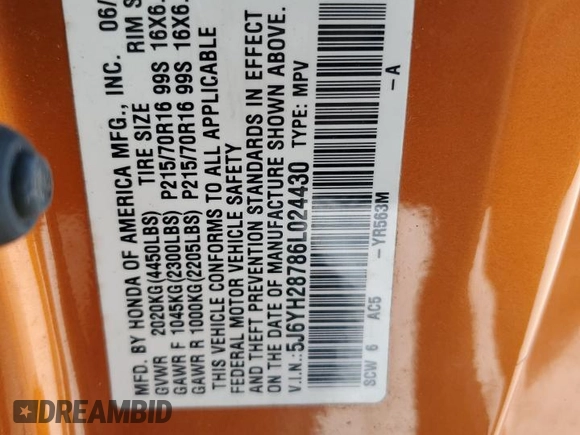 MFD. BY HONDA OF AMERICA MFG., INC. 06/
TIRE SIZE RIM S
GVWR 2020KG(4450LBS)
GAWR F 1045KG(2300LBS) P215/70R16 99S 16X6.
GAWR R 1000KG(2205LBS) P215/70R16 99S 16X6.
THIS VEHICLE CONFORMS TO ALL APPLICABLE
FEDERAL MOTOR VEHICLE SAFETY
AND THEFT PREVENTION STANDARDS IN EFFECT
ON THE DATE OF MANUFACTURE SHOWN ABOVE.
V.I.N.:5J6YH28786L024430 TYPE: MPV
SCW 6 AC5 -YR563M -A
DREAMBID